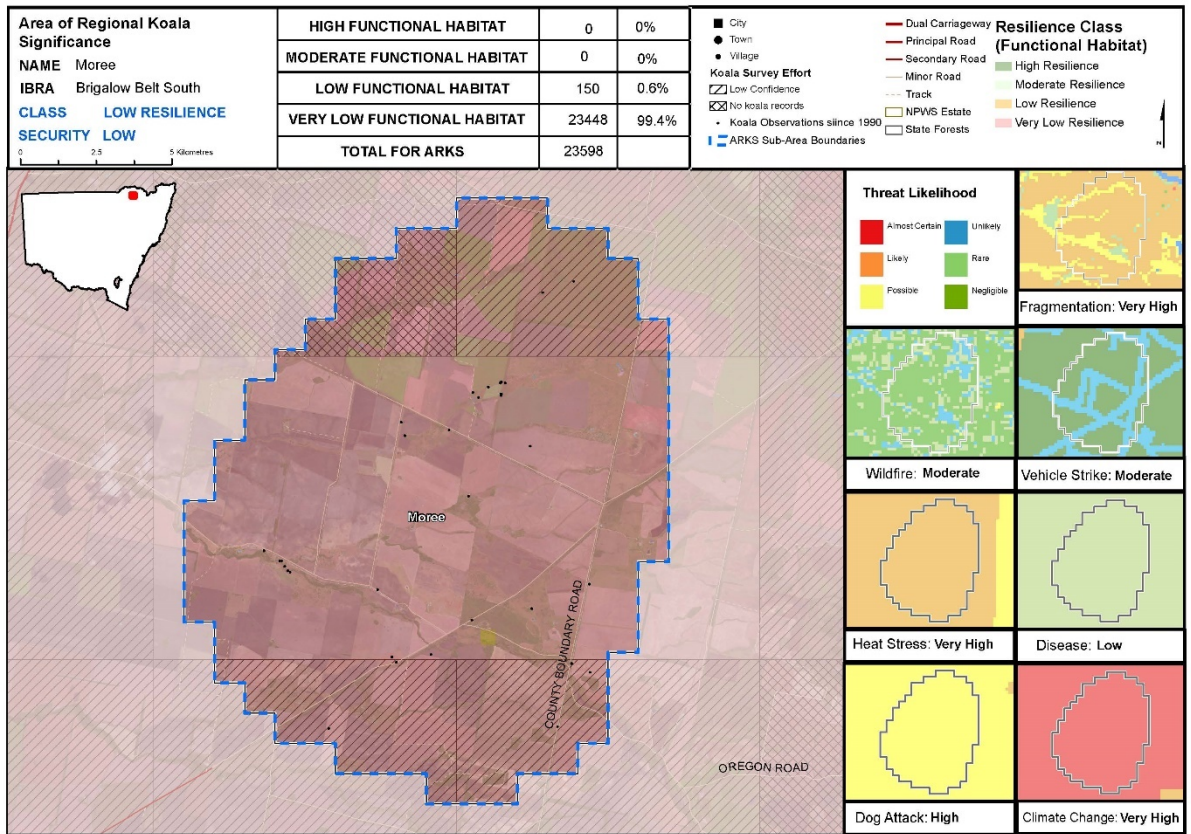 Area of Regional Koala
Significance
NAME Moree
IBRA Brigalow Belt South
CLASS LOW RESILIENCE
SECURITY LOW
0 2.5 5 Kilometres
HIGH FUNCTIONAL HABITAT 0 0%
MODERATE FUNCTIONAL HABITAT 0 0%
LOW FUNCTIONAL HABITAT 150 0.6%
VERY LOW FUNCTIONAL HABITAT 23448 99.4%
TOTAL FOR ARKS 23598
City
Town
Village
Koala Survey Effort
Low Confidence
No koala records
Koala Observations siince 1990
ARKS Sub-Area Boundaries
Dual Carriageway
Principal Road
Secondary Road
Minor Road
Track
NPWS Estate
State Forests
Resilience Class
(Functional Habitat)
High Resilience
Moderate Resilience
Low Resilience
Very Low Resilience
N
Moree
COUNTY BOUNDARY ROAD
OREGON ROAD
Threat Likelihood
Almost Certain
Unlikely
Likely
Rare
Possible
Negligible
Fragmentation: Very High
Wildfire: Moderate
Vehicle Strike: Moderate
Heat Stress: Very High
Disease: Low
Dog Attack: High
Climate Change: Very High